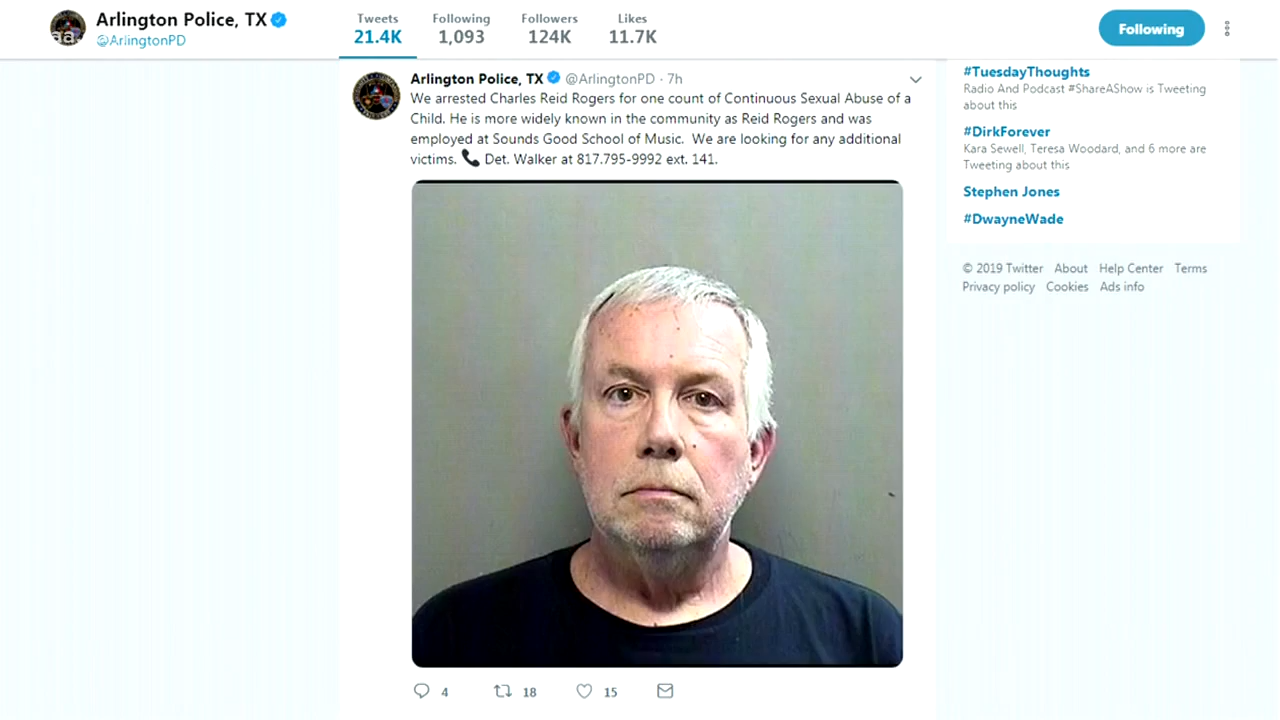 Arlington Police, TX
@ArlingtonPD
Tweets
21.4K
Following
1,093
Followers
124K
Likes
11.7K
Following
Arlington Police, TX @ArlingtonPD · 7h
We arrested Charles Reid Rogers for one count of Continuous Sexual Abuse of a
Child. He is more widely known in the community as Reid Rogers and was
employed at Sounds Good School of Music. We are looking for any additional
victims. 📞 Det. Walker at 817.795-9992 ext. 141.
4
18
15
#TuesdayThoughts
Radio And Podcast #ShareAShow is Tweeting
about this
#DirkForever
Kara Sewell, Teresa Woodard, and 6 more are
Tweeting about this
Stephen Jones
#DwayneWade
© 2019 Twitter About Help Center Terms
Privacy policy Cookies Ads info